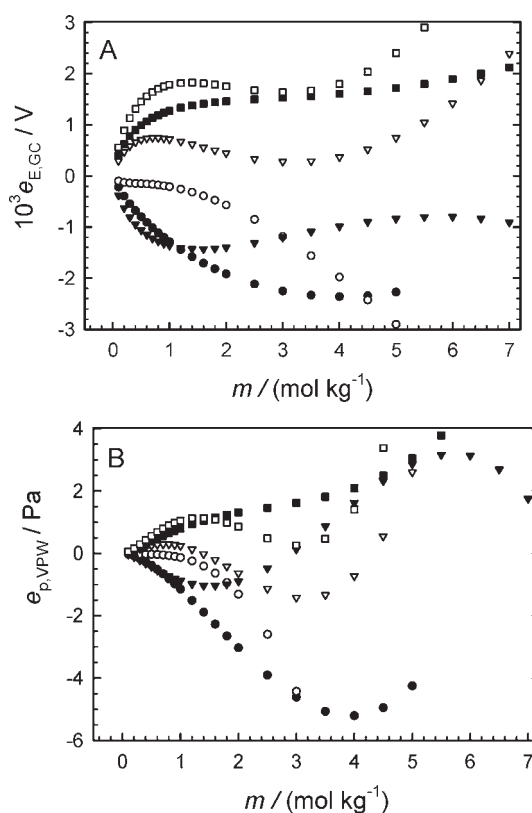 A
3
2
1
0
-1
-2
-3
10³e_E,GC / V
0 1 2 3 4 5 6 7
m / (mol kg⁻¹)
B
4
2
0
-2
-4
-6
e_p,VPW / Pa
0 1 2 3 4 5 6 7
m / (mol kg⁻¹)